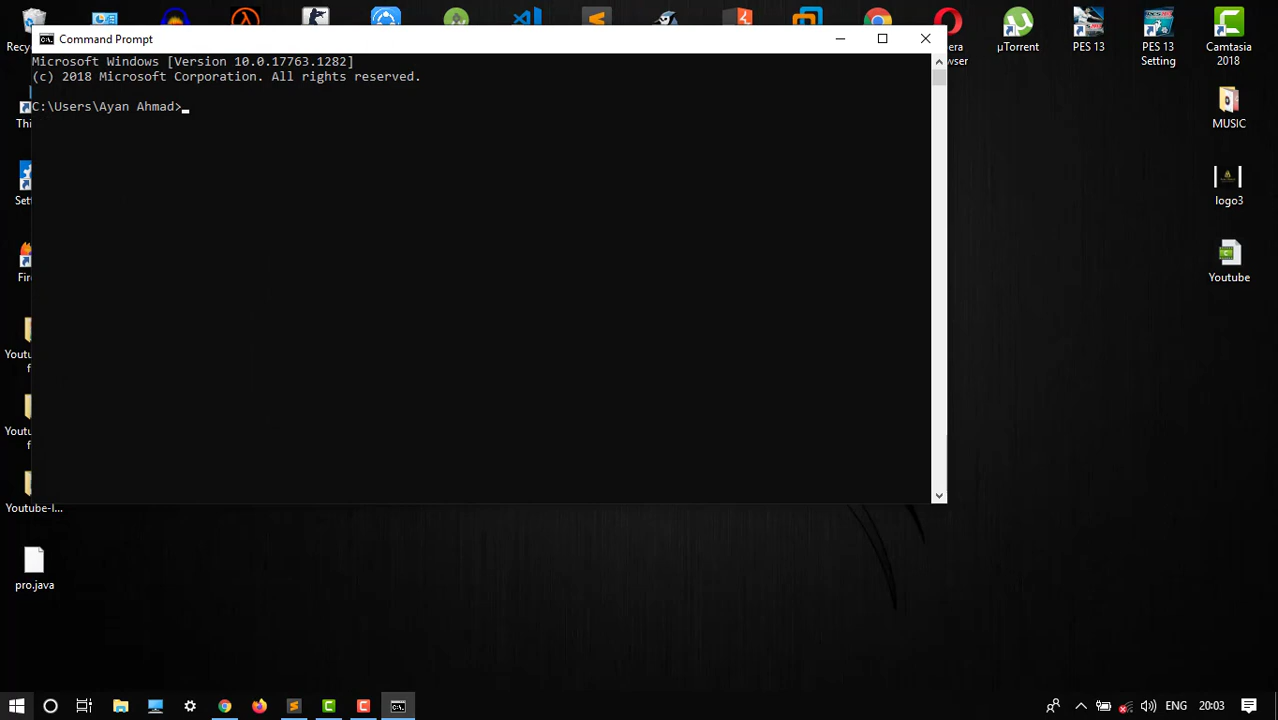 Command Prompt
Microsoft Windows [Version 10.0.17763.1282]
(c) 2018 Microsoft Corporation. All rights reserved.
C:\Users\Ayan Ahmad>_
µTorrent
PES 13
PES 13
Setting
Camtasia
2018
MUSIC
logo3
Youtube
Youtube-I...
pro.java
ENG
20:03